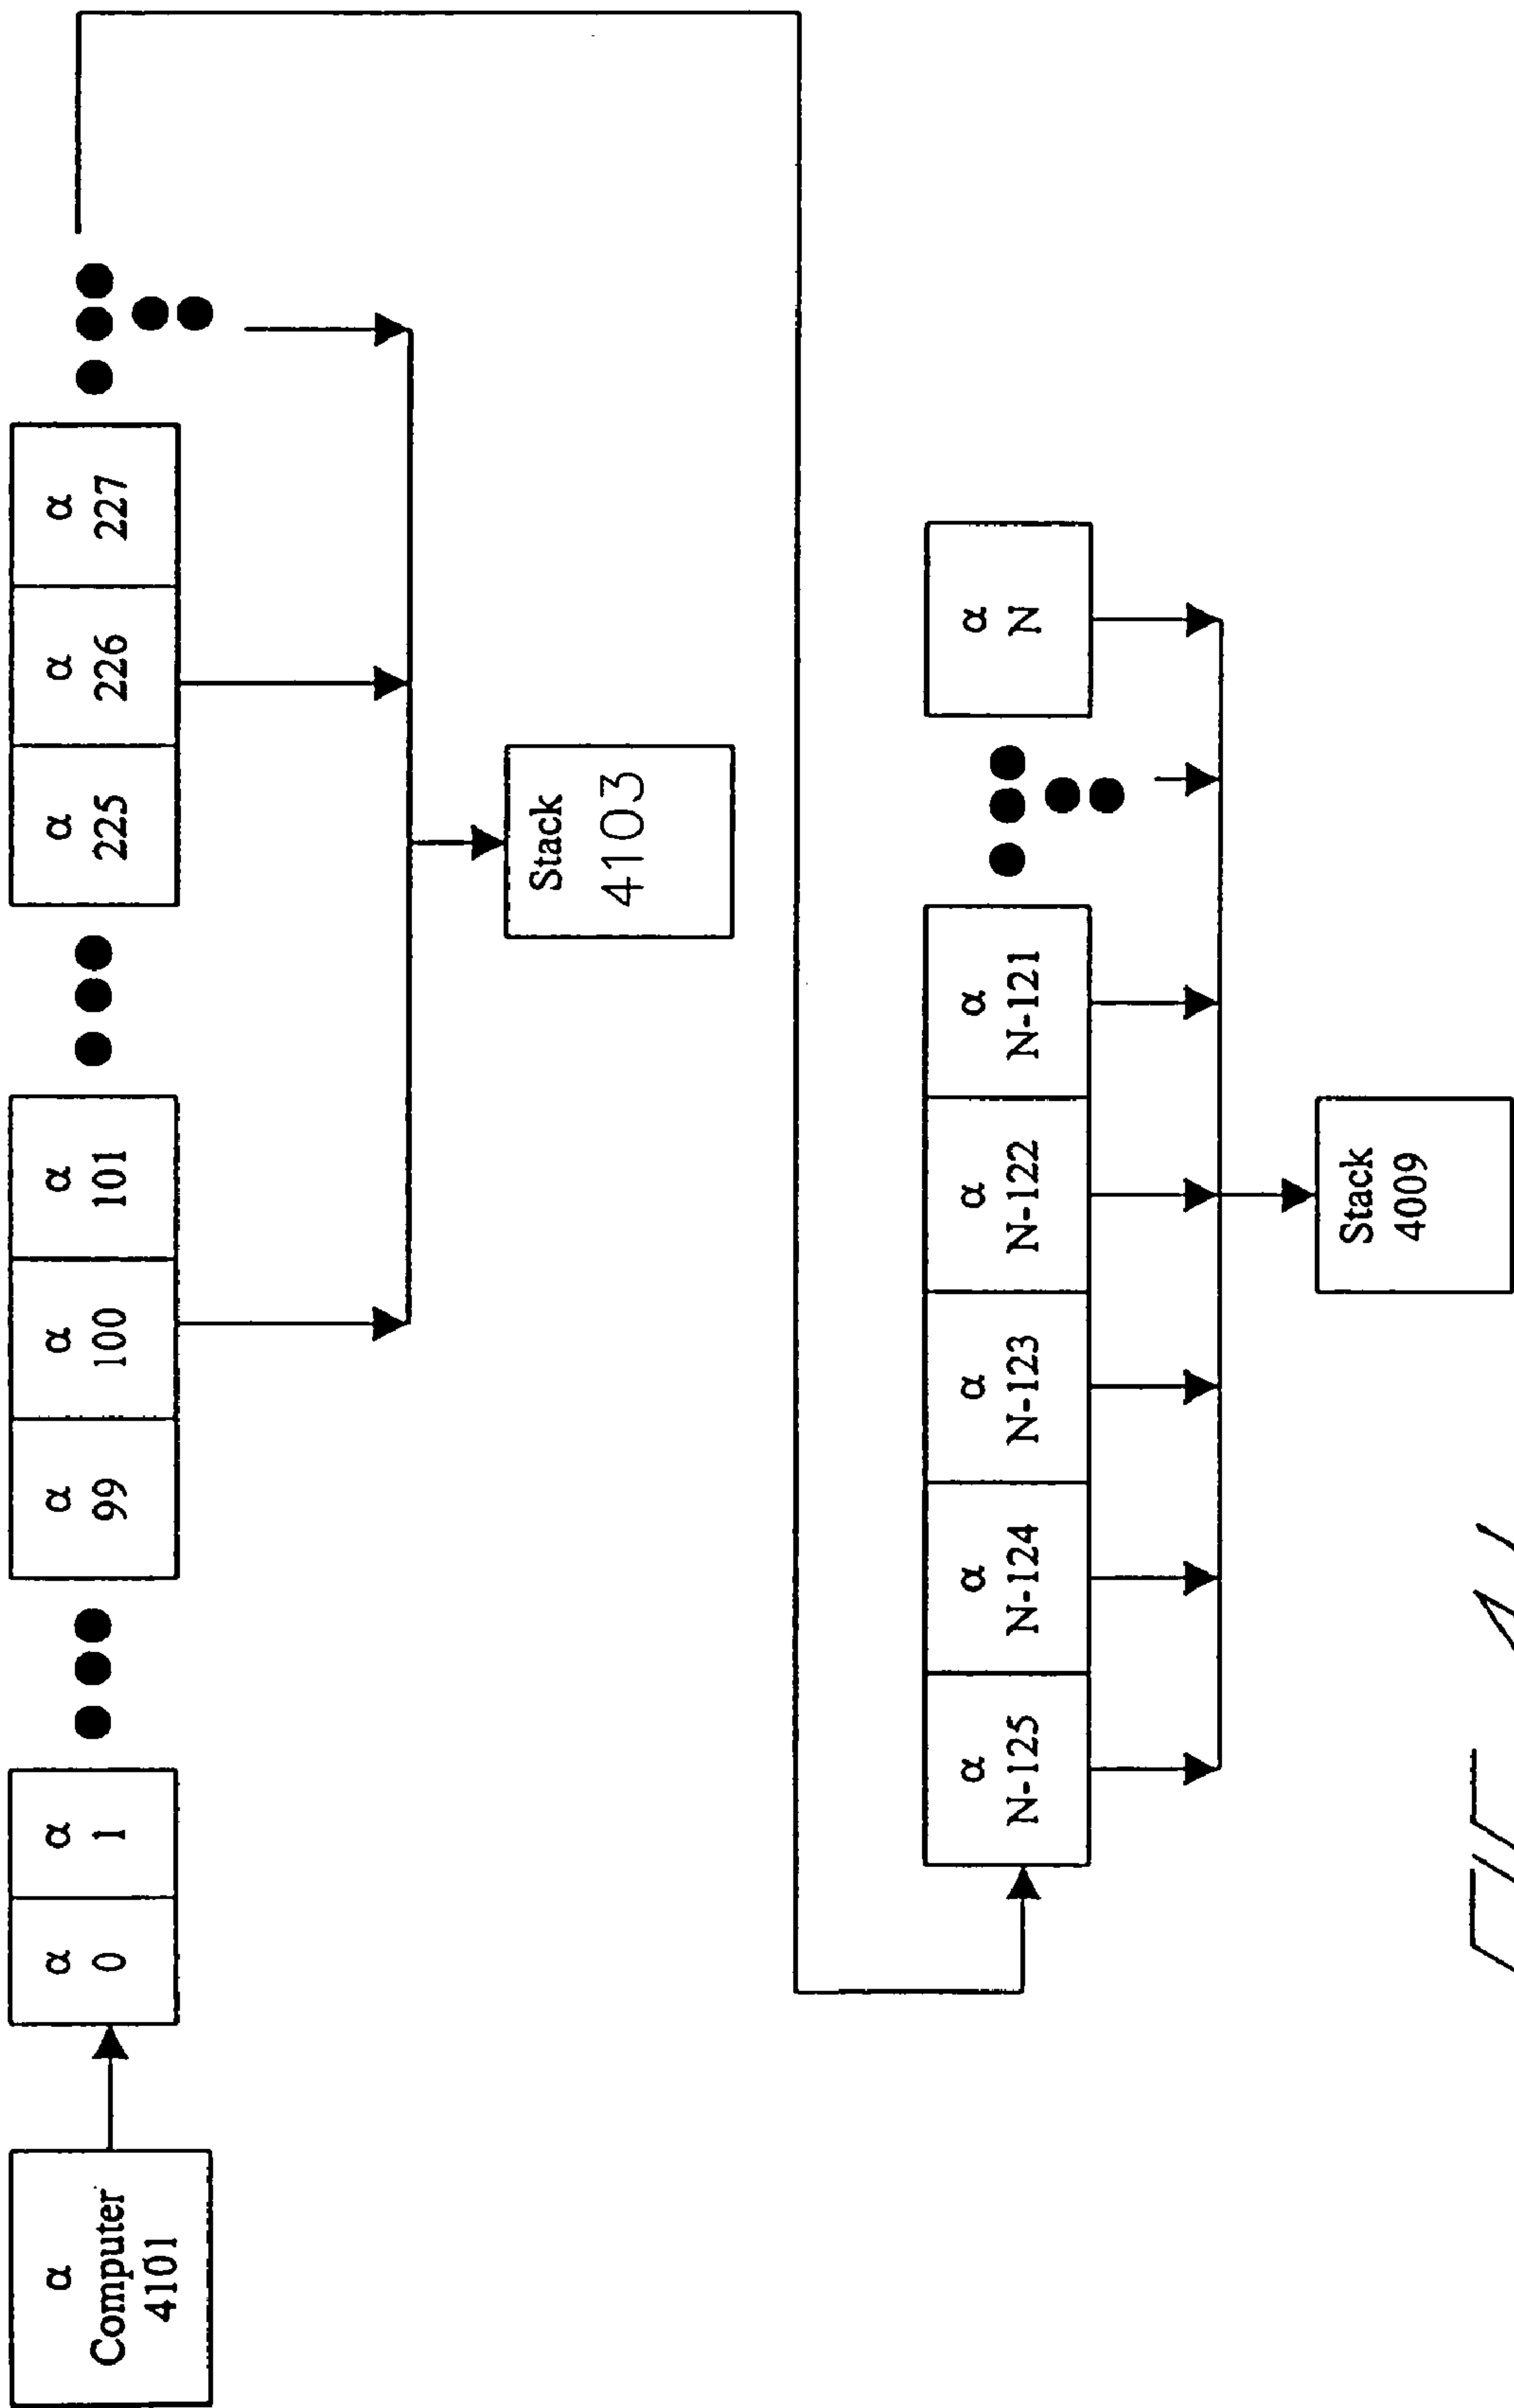 α
Computer
4101
α
0
α
1
α
99
α
100
α
101
α
225
α
226
α
227
Stack
4103
α
N-125
α
N-124
α
N-123
α
N-122
α
N-121
α
N
Stack
4009